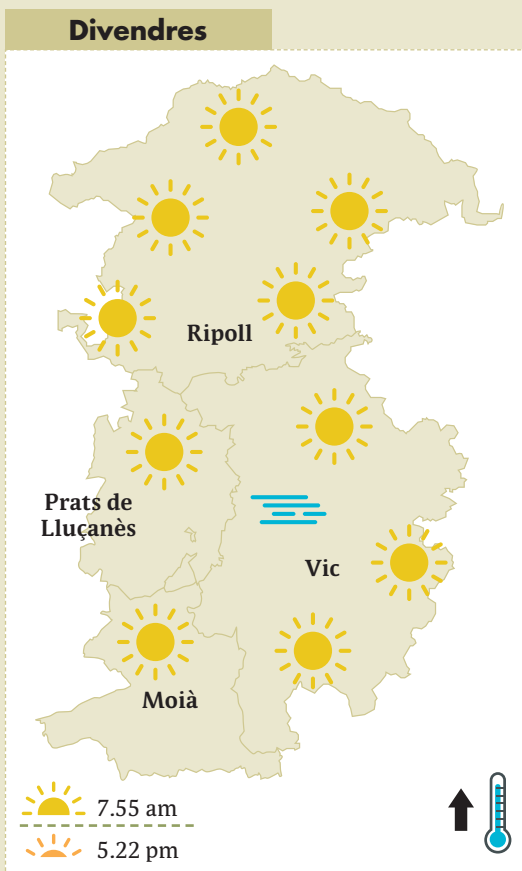 Divendres
Ripoll
Prats de
Lluçanès
Vic
Moià
7.55 am
5.22 pm